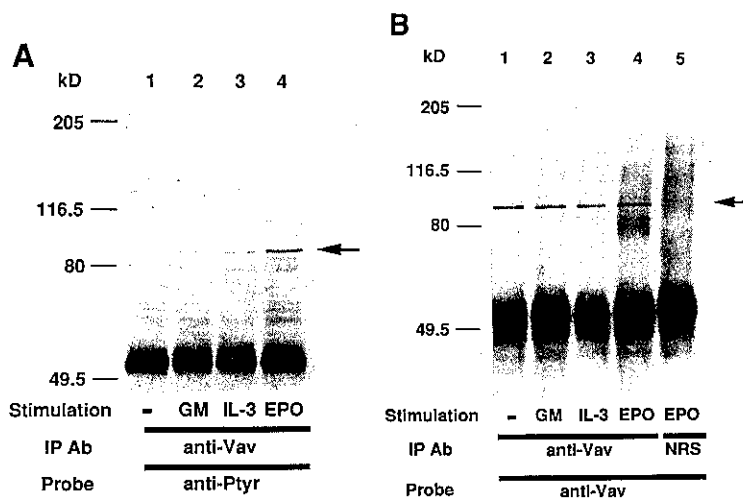 A
kD 1 2 3 4
205
116.5
80
49.5
Stimulation - GM IL-3 EPO
IP Ab anti-Vav
Probe anti-Ptyr
B
kD 1 2 3 4 5
205
116.5
80
49.5
Stimulation - GM IL-3 EPO EPO
IP Ab anti-Vav NRS
Probe anti-Vav